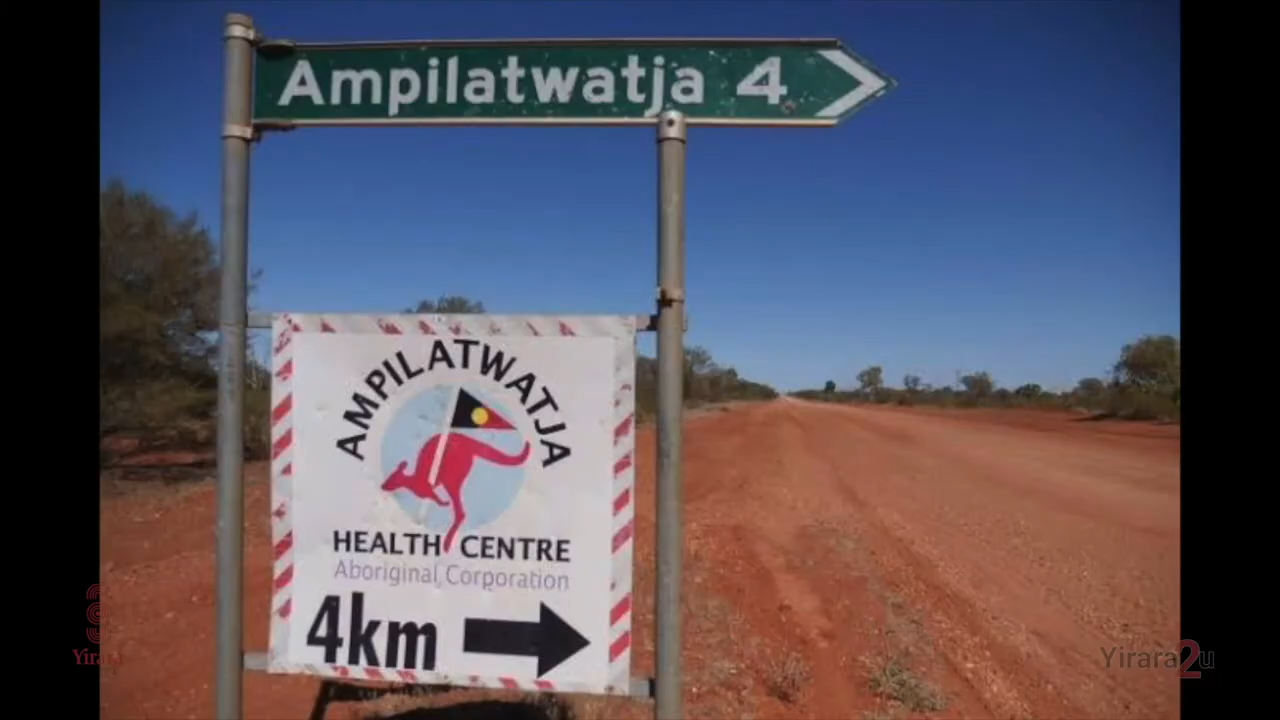 Ampilatwatja 4
AMPILATWATJA
HEALTH CENTRE
Aboriginal Corporation
4km
Yirara2u